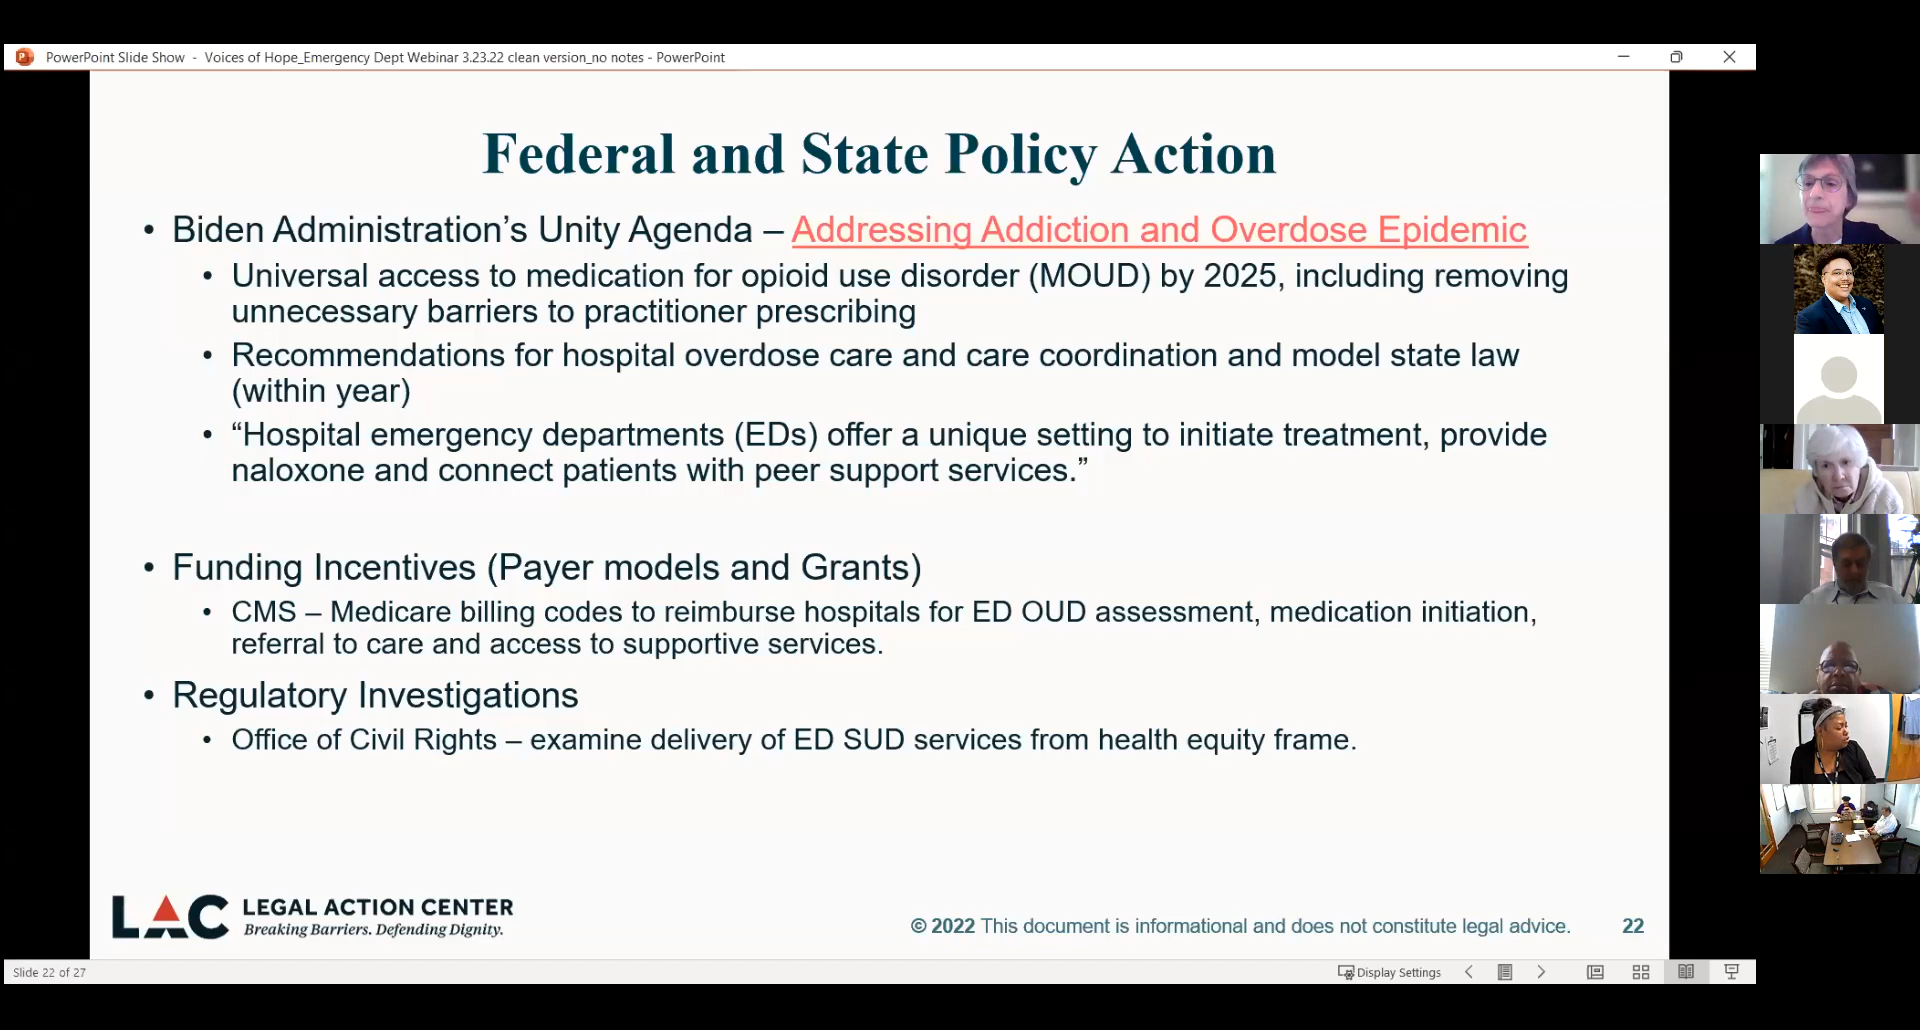 PowerPoint Slide Show - Voices of Hope_Emergency Dept Webinar 3.23.22 clean version_no notes - PowerPoint
Federal and State Policy Action
• Biden Administration’s Unity Agenda – Addressing Addiction and Overdose Epidemic
• Universal access to medication for opioid use disorder (MOUD) by 2025, including removing
unnecessary barriers to practitioner prescribing
• Recommendations for hospital overdose care and care coordination and model state law
(within year)
• “Hospital emergency departments (EDs) offer a unique setting to initiate treatment, provide
naloxone and connect patients with peer support services.”
• Funding Incentives (Payer models and Grants)
• CMS – Medicare billing codes to reimburse hospitals for ED OUD assessment, medication initiation,
referral to care and access to supportive services.
• Regulatory Investigations
• Office of Civil Rights – examine delivery of ED SUD services from health equity frame.
LAC LEGAL ACTION CENTER
Breaking Barriers. Defending Dignity.
© 2022 This document is informational and does not constitute legal advice. 22
Slide 22 of 27
Display Settings